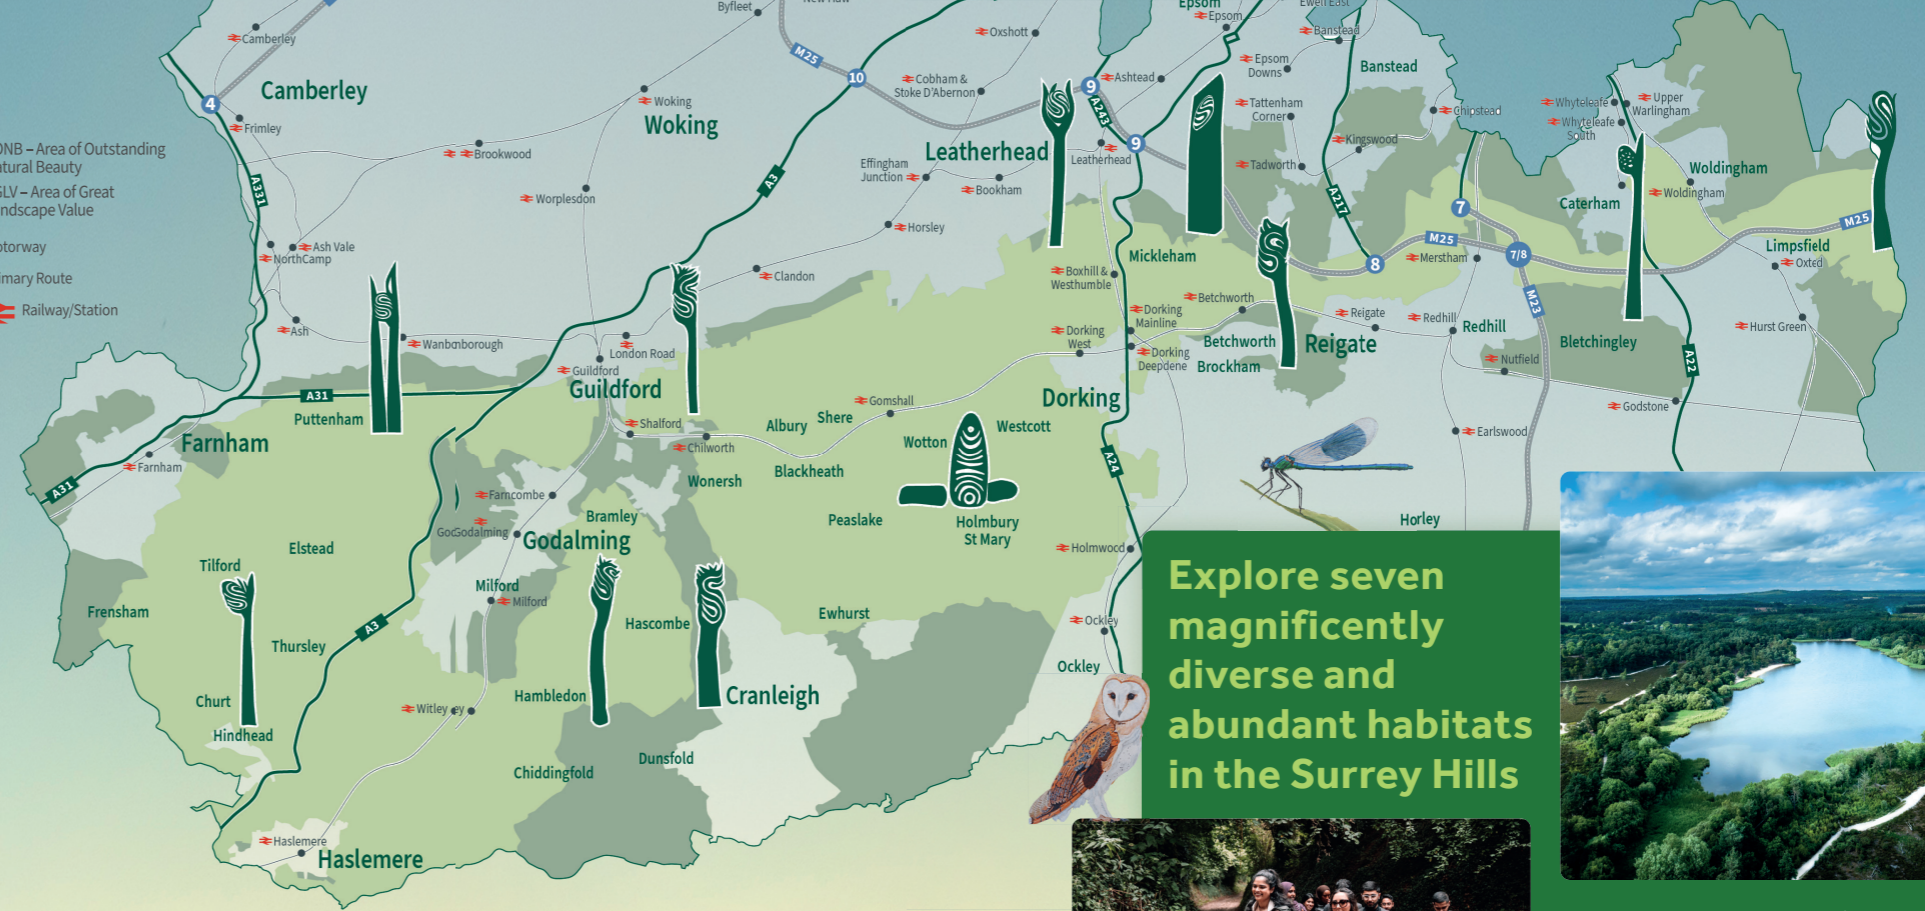 Byfleet
Epsom
Epsom
Camberley
Oxshott
Banstead
M25
Camberley
4
10
Cobham &
Stoke D'Abernon
9
Ashtead
Epsom
Downs
Banstead
Woking
Woking
Frimley
A243
Tattenham
Corner
Chipstead
Whyteleafe
Upper
Warlingham
Whyteleafe
South
ONB – Area of Outstanding
atural Beauty
Brookwood
Leatherhead
Leatherhead
9
Kingswood
Effingham
Junction
Bookham
Tadworth
Woldingham
Woldingham
GLV – Area of Great
ndscape Value
A331
A3
Worplesdon
A217
7
Caterham
M25
Horsley
otorway
Ash Vale
NorthCamp
Mickleham
M25
7/8
Merstham
8
Limpsfield
Oxted
imary Route
Clandon
Boxhill &
Westhumble
Betchworth
M23
Railway/Station
Ash
Dorking
Mainline
Reigate
Redhill
Redhill
Hurst Green
Wanborough
London Road
Dorking
West
Dorking
Deepdene
Betchworth
Reigate
Bletchingley
Guildford
Guildford
Brockham
Nutfield
A22
A31
Puttenham
Gomshall
Dorking
Godstone
Shalford
Albury
Shere
Westcott
Earlswood
Farnham
Farnham
Chilworth
Wotton
A24
Blackheath
A31
Wonersh
Farncombe
Bramley
Peaslake
Holmbury
St Mary
Horley
Godalming
Godalming
Elstead
Holmwood
Tilford
Milford
Milford
Explore seven
magnificently
diverse and
abundant habitats
in the Surrey Hills
Frensham
A3
Hascombe
Ewhurst
Ockley
Thursley
Ockley
Churt
Hambledon
Cranleigh
Witley
Hindhead
Dunsfold
Chiddingfold
Haslemere
Haslemere